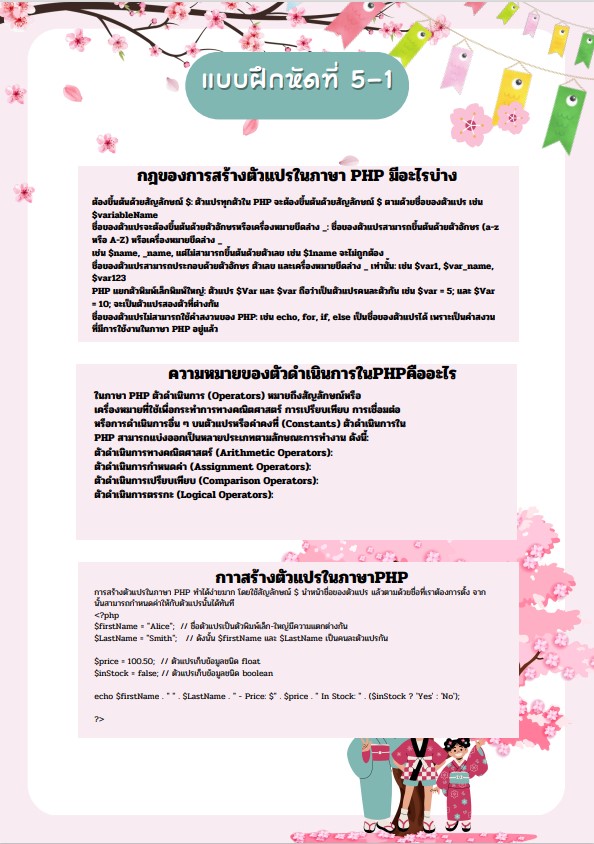 แบบฝึกหัดที่ 5-1
กฎของการสร้างตัวแปรในภาษา PHP มีอะไรบ่าง
ต้องขึ้นต้นด้วยสัญลักษณ์ $: ตัวแปรทุกตัวใน PHP จะต้องขึ้นต้นด้วยสัญลักษณ์ $ ตามด้วยชื่อของตัวแปร เช่น
$variableName
ชื่อของตัวแปรจะต้องขึ้นต้นด้วยตัวอักษรหรือเครื่องหมายขีดล่าง _: ชื่อของตัวแปรสามารถขึ้นต้นด้วยตัวอักษร (a-z
หรือ A-Z) หรือเครื่องหมายขีดล่าง _
เช่น $name, _name, แต่ไม่สามารถขึ้นต้นด้วยตัวเลข เช่น $1name จะไม่ถูกต้อง
ชื่อของตัวแปรสามารถประกอบด้วยตัวอักษร ตัวเลข และเครื่องหมายขีดล่าง _ เท่านั้น: เช่น $var1, $var_name,
$var123
PHP แยกตัวพิมพ์เล็กพิมพ์ใหญ่: ตัวแปร $Var และ $var ถือว่าเป็นตัวแปรคนละตัวกัน เช่น $var = 5; และ $Var
= 10; จะเป็นตัวแปรสองตัวที่ต่างกัน
ชื่อของตัวแปรไม่สามารถใช้คำสงวนของ PHP: เช่น echo, for, if, else เป็นชื่อของตัวแปรได้ เพราะเป็นคำสงวน
ที่มีการใช้งานในภาษา PHP อยู่แล้ว
ความหมายของตัวดำเนินการในPHPคืออะไร
ในภาษา PHP ตัวดำเนินการ (Operators) หมายถึงสัญลักษณ์หรือ
เครื่องหมายที่ใช้เพื่อกระทำการทางคณิตศาสตร์ การเปรียบเทียบ การเชื่อมต่อ
หรือการดำเนินการอื่น ๆ บนตัวแปรหรือค่าคงที่ (Constants) ตัวดำเนินการใน
PHP สามารถแบ่งออกเป็นหลายประเภทตามลักษณะการทำงาน ดังนี้:
ตัวดำเนินการทางคณิตศาสตร์ (Arithmetic Operators):
ตัวดำเนินการกำหนดค่า (Assignment Operators):
ตัวดำเนินการเปรียบเทียบ (Comparison Operators):
ตัวดำเนินการตรรกะ (Logical Operators):
กาาสร้างตัวแปรในภาษาPHP
การสร้างตัวแปรในภาษา PHP ทำได้ง่ายมาก โดยใช้สัญลักษณ์ $ นำหน้าชื่อของตัวแปร แล้วตามด้วยชื่อที่เราต้องการตั้ง จาก
นั้นสามารถกำหนดค่าให้กับตัวแปรนั้นได้ทันที
<?php
$firstName = "Alice"; // ชื่อตัวแปรเป็นตัวพิมพ์เล็ก-ใหญ่มีความแตกต่างกัน
$LastName = "Smith"; // ดังนั้น $firstName และ $LastName เป็นคนละตัวแปรกัน
$price = 100.50; // ตัวแปรเก็บข้อมูลชนิด float
$inStock = false; // ตัวแปรเก็บข้อมูลชนิด boolean
echo $firstName . " " . $LastName . " - Price: $" . $price . " In Stock: " . ($inStock ? 'Yes' : 'No');
?>